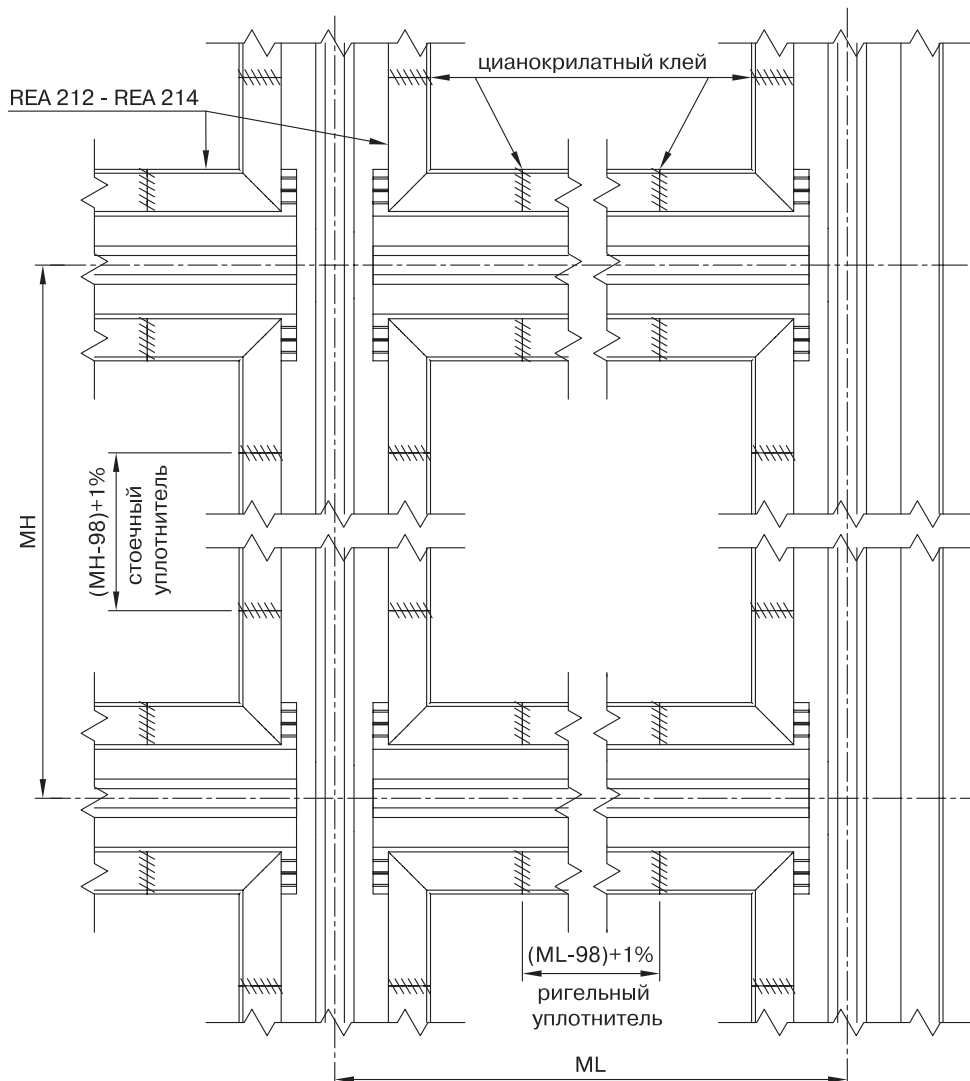 цианокрилатный клей
REA 212 - REA 214
MH
(MH-98)+1%
стоечный
уплотнитель
(ML-98)+1%
ригельный
уплотнитель
ML